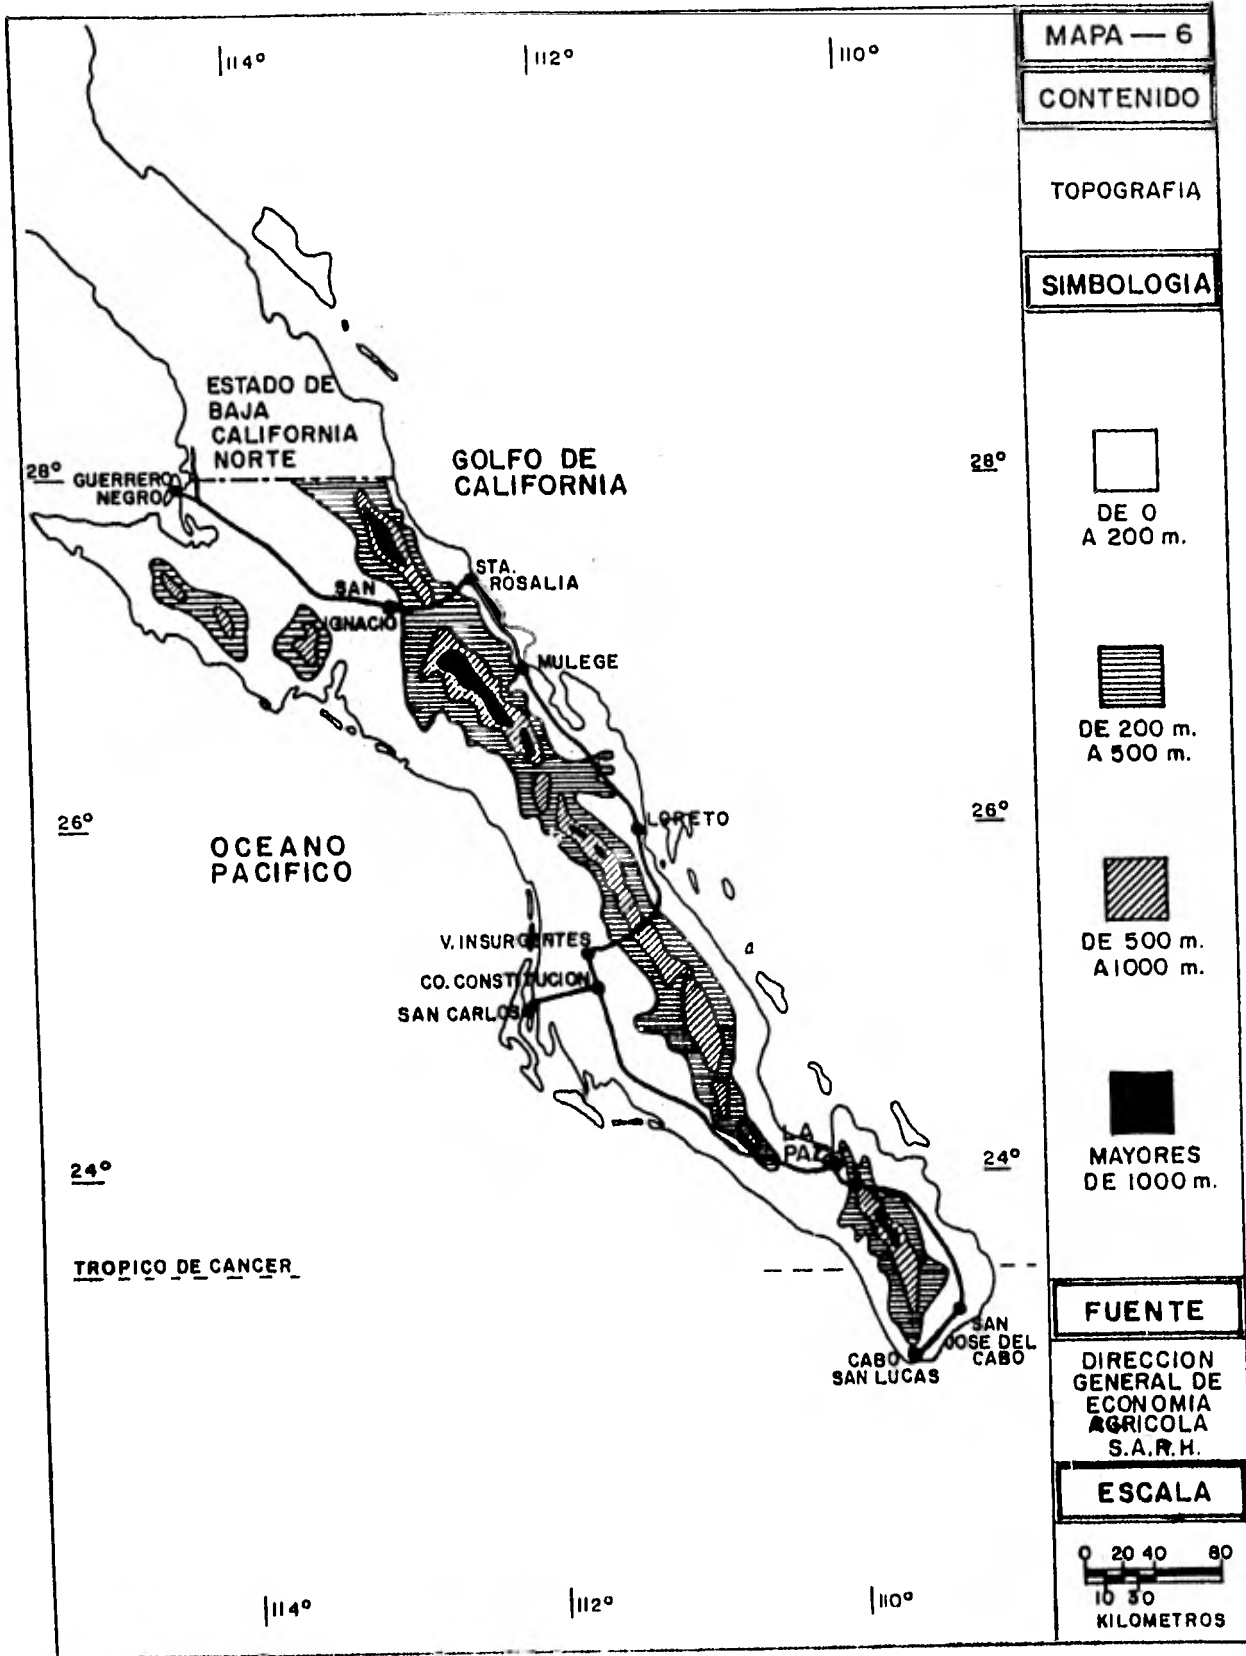 114°
112°
110°
MAPA — 6
CONTENIDO
TOPOGRAFIA
SIMBOLOGIA
ESTADO DE
BAJA
CALIFORNIA
NORTE
GOLFO DE
CALIFORNIA
28°
28°
GUERRERO
NEGRO
DE 0
A 200 m.
STA.
ROSALIA
SAN
IGNACIO
MULEGE
DE 200 m.
A 500 m.
26°
26°
LORETO
OCEANO
PACIFICO
V. INSURGENTES
CO. CONSTITUCION
SAN CARLOS
DE 500 m.
A 1000 m.
LA
PAZ
24°
24°
MAYORES
DE 1000 m.
TROPICO DE CANCER
SAN
JOSE DEL
CABO
CABO
SAN LUCAS
FUENTE
DIRECCION
GENERAL DE
ECONOMIA
AGRICOLA
S.A.R.H.
ESCALA
0 20 40 80
10 30
KILOMETROS
114°
112°
110°